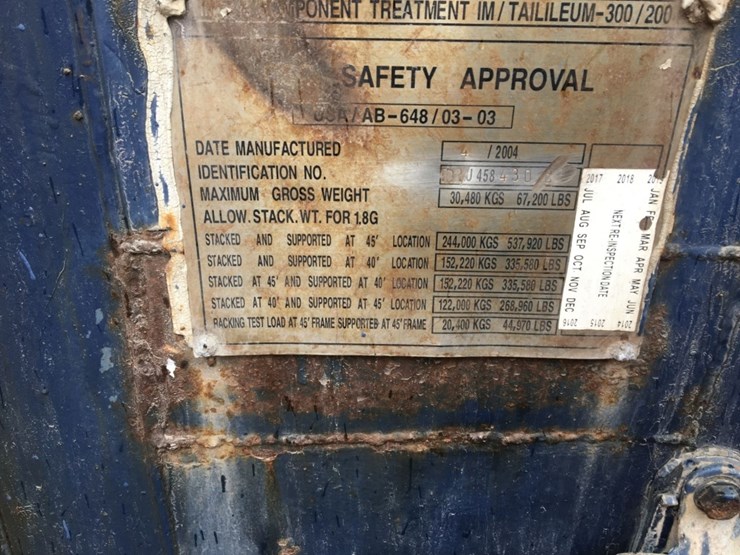 PONENT TREATMENT IM / TAILILEUM-300 / 200
SAFETY APPROVAL
USA / AB-648 / 03-03
DATE MANUFACTURED 4 / 2004
IDENTIFICATION NO.
MAXIMUM GROSS WEIGHT 30,480 KGS 67,200 LBS
ALLOW. STACK. WT. FOR 1.8G
STACKED AND SUPPORTED AT 45' LOCATION 244,000 KGS 537,920 LBS
STACKED AND SUPPORTED AT 40' LOCATION 152,220 KGS 335,580 LBS
STACKED AT 45' AND SUPPORTED AT 40' LOCATION 152,220 KGS 335,580 LBS
STACKED AT 40' AND SUPPORTED AT 45' LOCATION 122,000 KGS 268,960 LBS
RACKING TEST LOAD AT 45' FRAME SUPPORTED AT 45' FRAME 20,400 KGS 44,970 LBS
2017 2018
JAN FEB MAR APR MAY JUN
NEXT RE-INSPECTION DATE
JUL AUG SEP OCT NOV DEC
2016 2015 2014